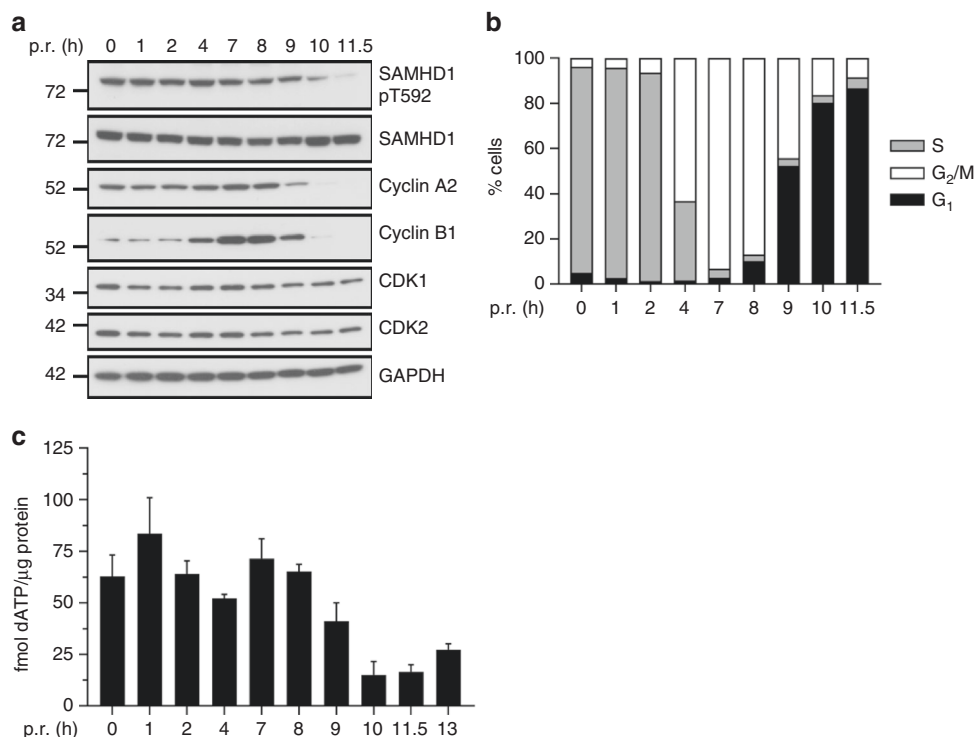 a
p.r. (h) 0 1 2 4 7 8 9 10 11.5
72
SAMHD1
pT592
72
SAMHD1
52
Cyclin A2
52
Cyclin B1
34
CDK1
42
CDK2
42
GAPDH
b
% cells
100
80
60
40
20
0
p.r. (h) 0 1 2 4 7 8 9 10 11.5
S
G₂/M
G₁
c
fmol dATP/μg protein
125
100
75
50
25
0
p.r. (h) 0 1 2 4 7 8 9 10 11.5 13